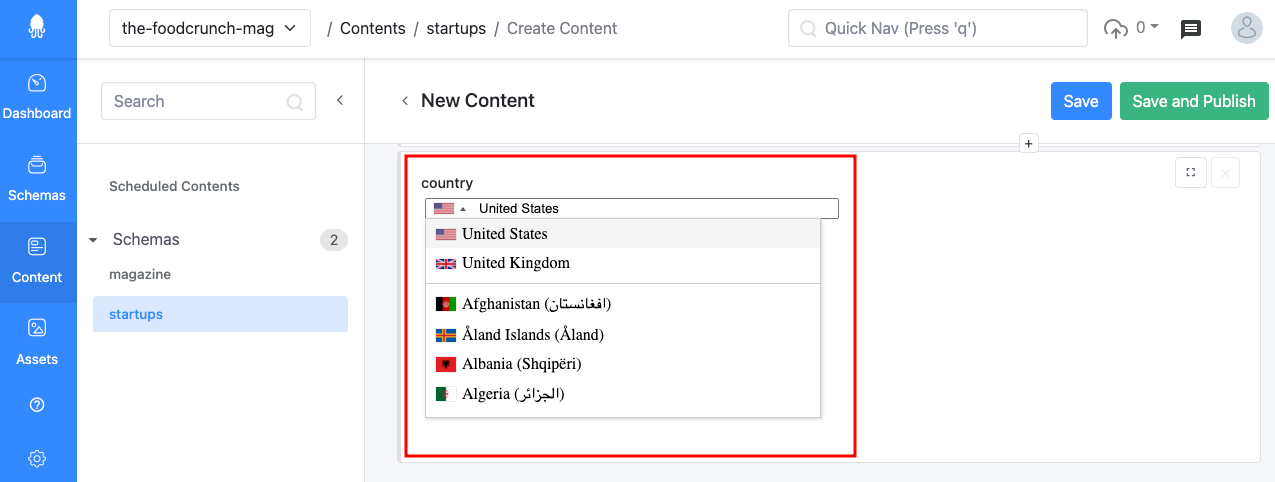 the-foodcrunch-mag / Contents / startups / Create Content Quick Nav (Press 'q') 0
Dashboard
Schemas
Content
Assets
Search
Scheduled Contents
Schemas 2
magazine
startups
New Content Save Save and Publish
+
country
United States
United States
United Kingdom
Afghanistan (افغانستان)
Åland Islands (Åland)
Albania (Shqipëri)
Algeria (الجزائر)